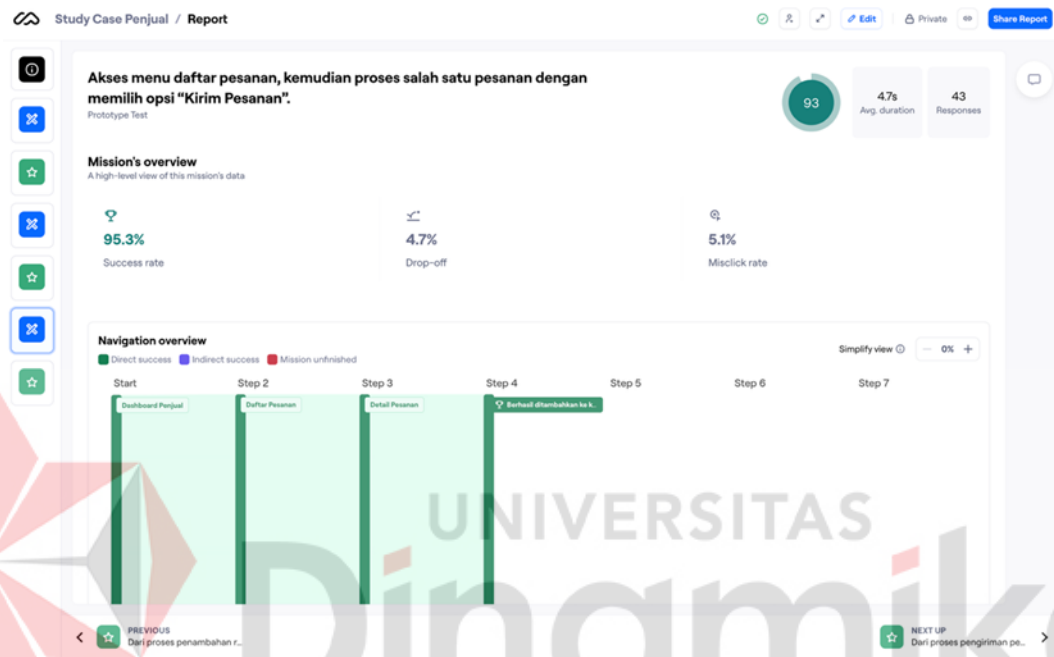 Study Case Penjual / Report
Edit
Private
Share Report
Akses menu daftar pesanan, kemudian proses salah satu pesanan dengan
memilih opsi “Kirim Pesanan”.
Prototype Test
93
4.7s
Avg. duration
43
Responses
Mission's overview
A high-level view of this mission's data
95.3%
Success rate
4.7%
Drop-off
5.1%
Misclick rate
Navigation overview
Direct success Indirect success Mission unfinished
Simplify view
0%
Start Step 2 Step 3 Step 4 Step 5 Step 6 Step 7
Dashboard Penjual
Daftar Pesanan
Detail Pesanan
Berhasil ditambahkan ke k..
UNIVERSITAS
Dinamika
PREVIOUS
Dari proses penambahan r...
NEXT UP
Dari proses pengiriman pe...